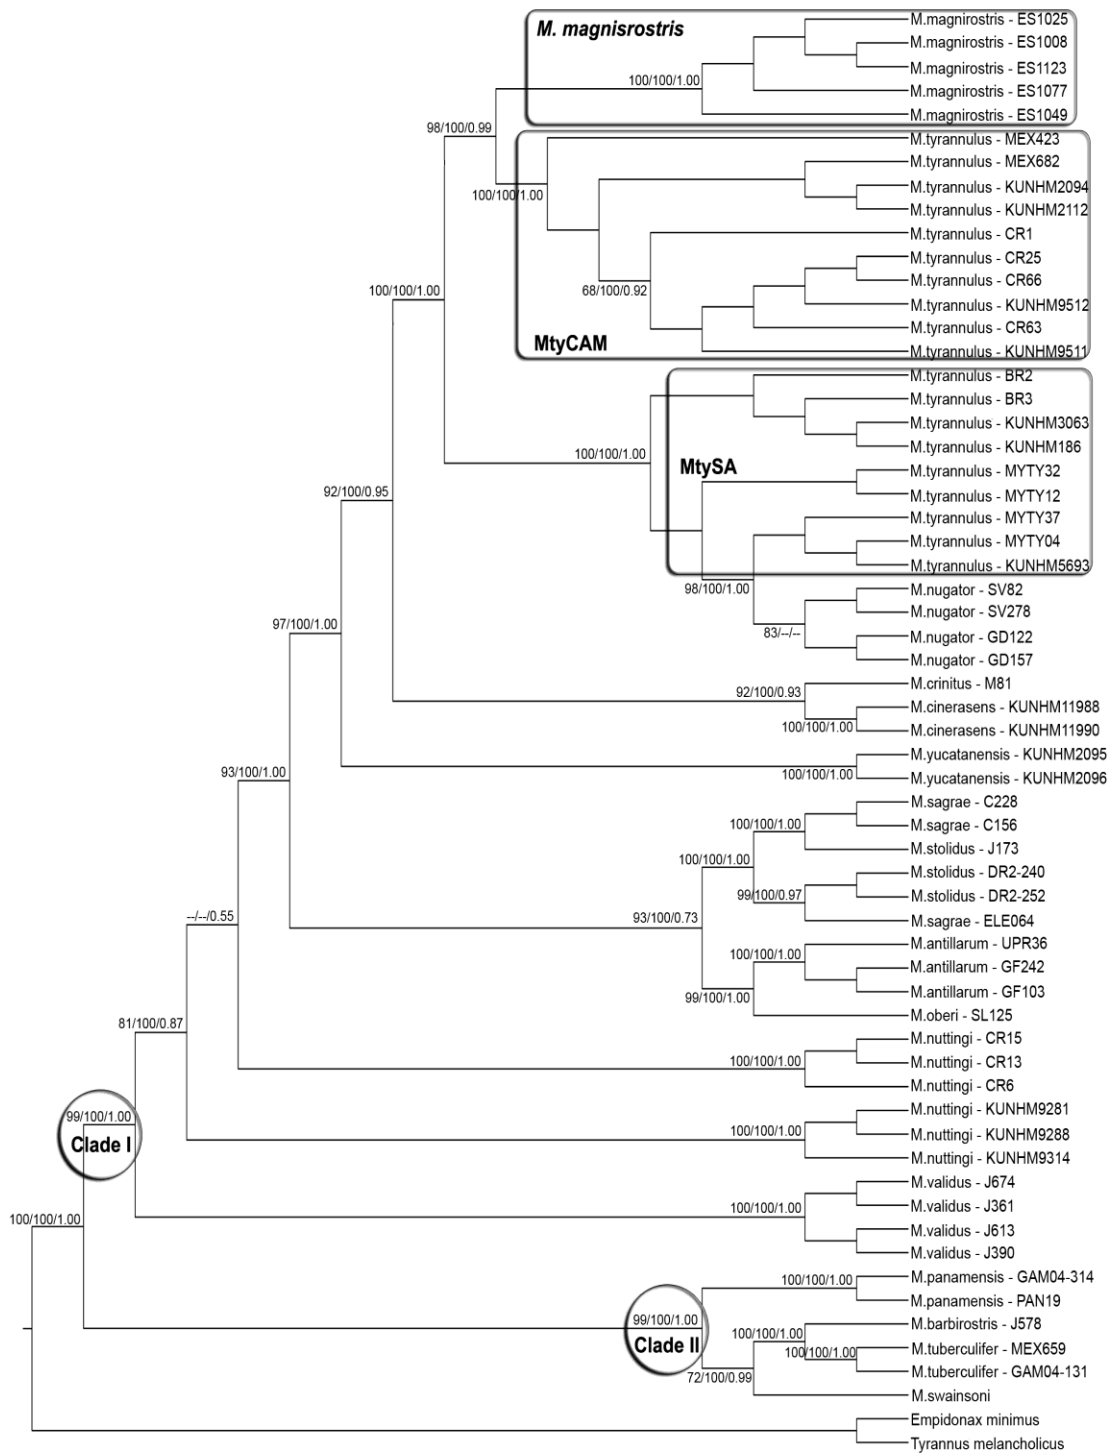 M.magnirostris - ES1025
M. magnisrostris
M.magnirostris - ES1008
M.magnirostris - ES1123
100/100/1.00
M.magnirostris - ES1077
M.magnirostris - ES1049
98/100/0.99
M.tyrannulus - MEX423
M.tyrannulus - MEX682
M.tyrannulus - KUNHM2094
100/100/1.00
M.tyrannulus - KUNHM2112
M.tyrannulus - CR1
M.tyrannulus - CR25
100/100/1.00
M.tyrannulus - CR66
68/100/0.92
M.tyrannulus - KUNHM9512
M.tyrannulus - CR63
MtyCAM
M.tyrannulus - KUNHM9511
M.tyrannulus - BR2
M.tyrannulus - BR3
M.tyrannulus - KUNHM3063
M.tyrannulus - KUNHM186
100/100/1.00
MtySA
M.tyrannulus - MYTY32
92/100/0.95
M.tyrannulus - MYTY12
M.tyrannulus - MYTY37
M.tyrannulus - MYTY04
M.tyrannulus - KUNHM5693
98/100/1.00
M.nugator - SV82
M.nugator - SV278
97/100/1.00
83/--/--
M.nugator - GD122
M.nugator - GD157
M.crinitus - M81
92/100/0.93
M.cinerasens - KUNHM11988
100/100/1.00
M.cinerasens - KUNHM11990
M.yucatanensis - KUNHM2095
93/100/1.00
100/100/1.00
M.yucatanensis - KUNHM2096
M.sagrae - C228
100/100/1.00
M.sagrae - C156
M.stolidus - J173
100/100/1.00
M.stolidus - DR2-240
99/100/0.97
M.stolidus - DR2-252
--/--/0.55
93/100/0.73
M.sagrae - ELE064
M.antillarum - UPR36
100/100/1.00
M.antillarum - GF242
M.antillarum - GF103
99/100/1.00
M.oberi - SL125
81/100/0.87
M.nuttingi - CR15
100/100/1.00
M.nuttingi - CR13
M.nuttingi - CR6
M.nuttingi - KUNHM9281
99/100/1.00
Clade I
100/100/1.00
M.nuttingi - KUNHM9288
M.nuttingi - KUNHM9314
M.validus - J674
100/100/1.00
M.validus - J361
100/100/1.00
M.validus - J613
M.validus - J390
M.panamensis - GAM04-314
100/100/1.00
M.panamensis - PAN19
99/100/1.00
Clade II
M.barbirostris - J578
100/100/1.00
M.tuberculifer - MEX659
100/100/1.00
M.tuberculifer - GAM04-131
72/100/0.99
M.swainsoni
Empidonax minimus
Tyrannus melancholicus